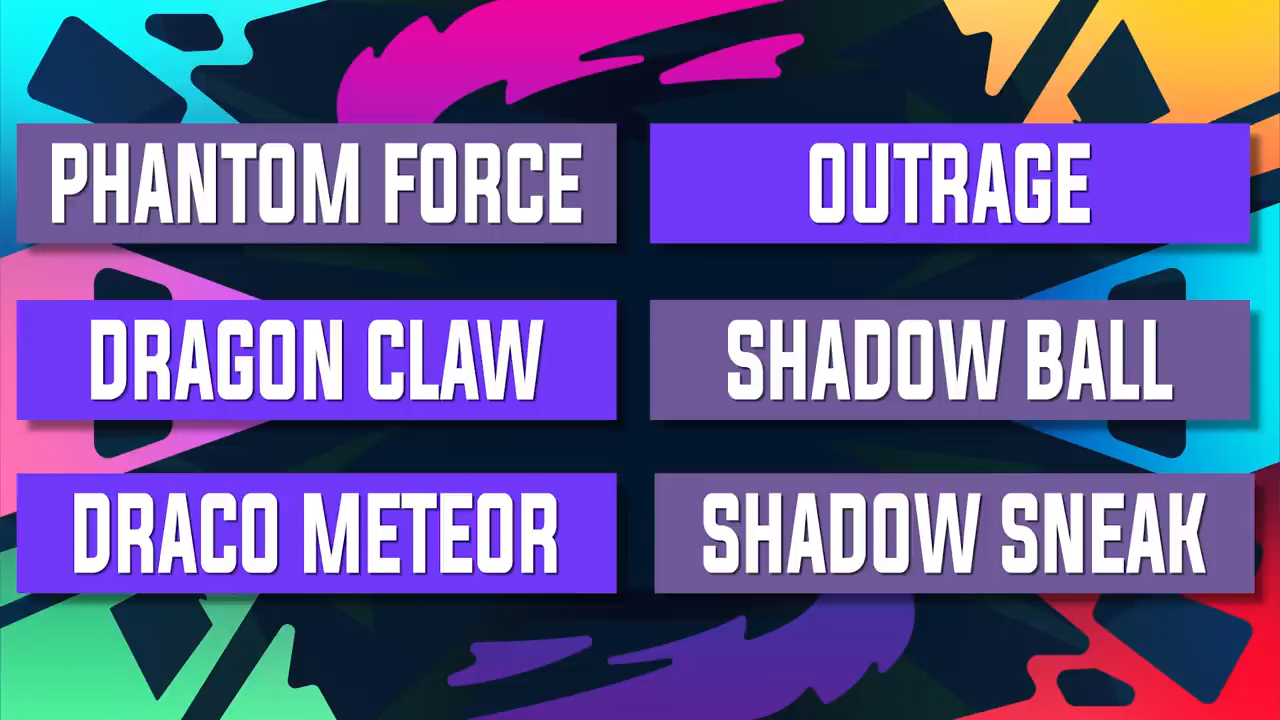 PHANTOM FORCE
OUTRAGE
DRAGON CLAW
SHADOW BALL
DRACO METEOR
SHADOW SNEAK